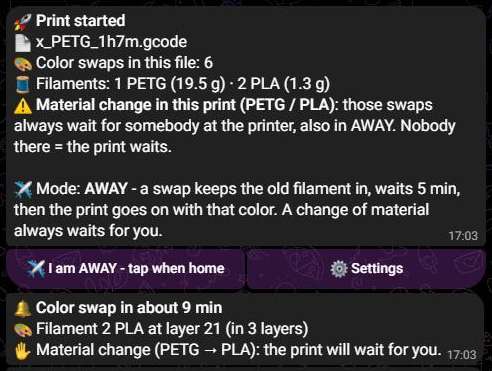 🚀 Print started
📄 x_PETG_1h7m.gcode
🎨 Color swaps in this file: 6
🧵 Filaments: 1 PETG (19.5 g) · 2 PLA (1.3 g)
⚠️ Material change in this print (PETG / PLA): those swaps
always wait for somebody at the printer, also in AWAY. Nobody
there = the print waits.
✈️ Mode: AWAY - a swap keeps the old filament in, waits 5 min,
then the print goes on with that color. A change of material
always waits for you.
17:03
✈️ I am AWAY - tap when home
⚙️ Settings
🔔 Color swap in about 9 min
🎨 Filament 2 PLA at layer 21 (in 3 layers)
✋ Material change (PETG → PLA): the print will wait for you.
17:03